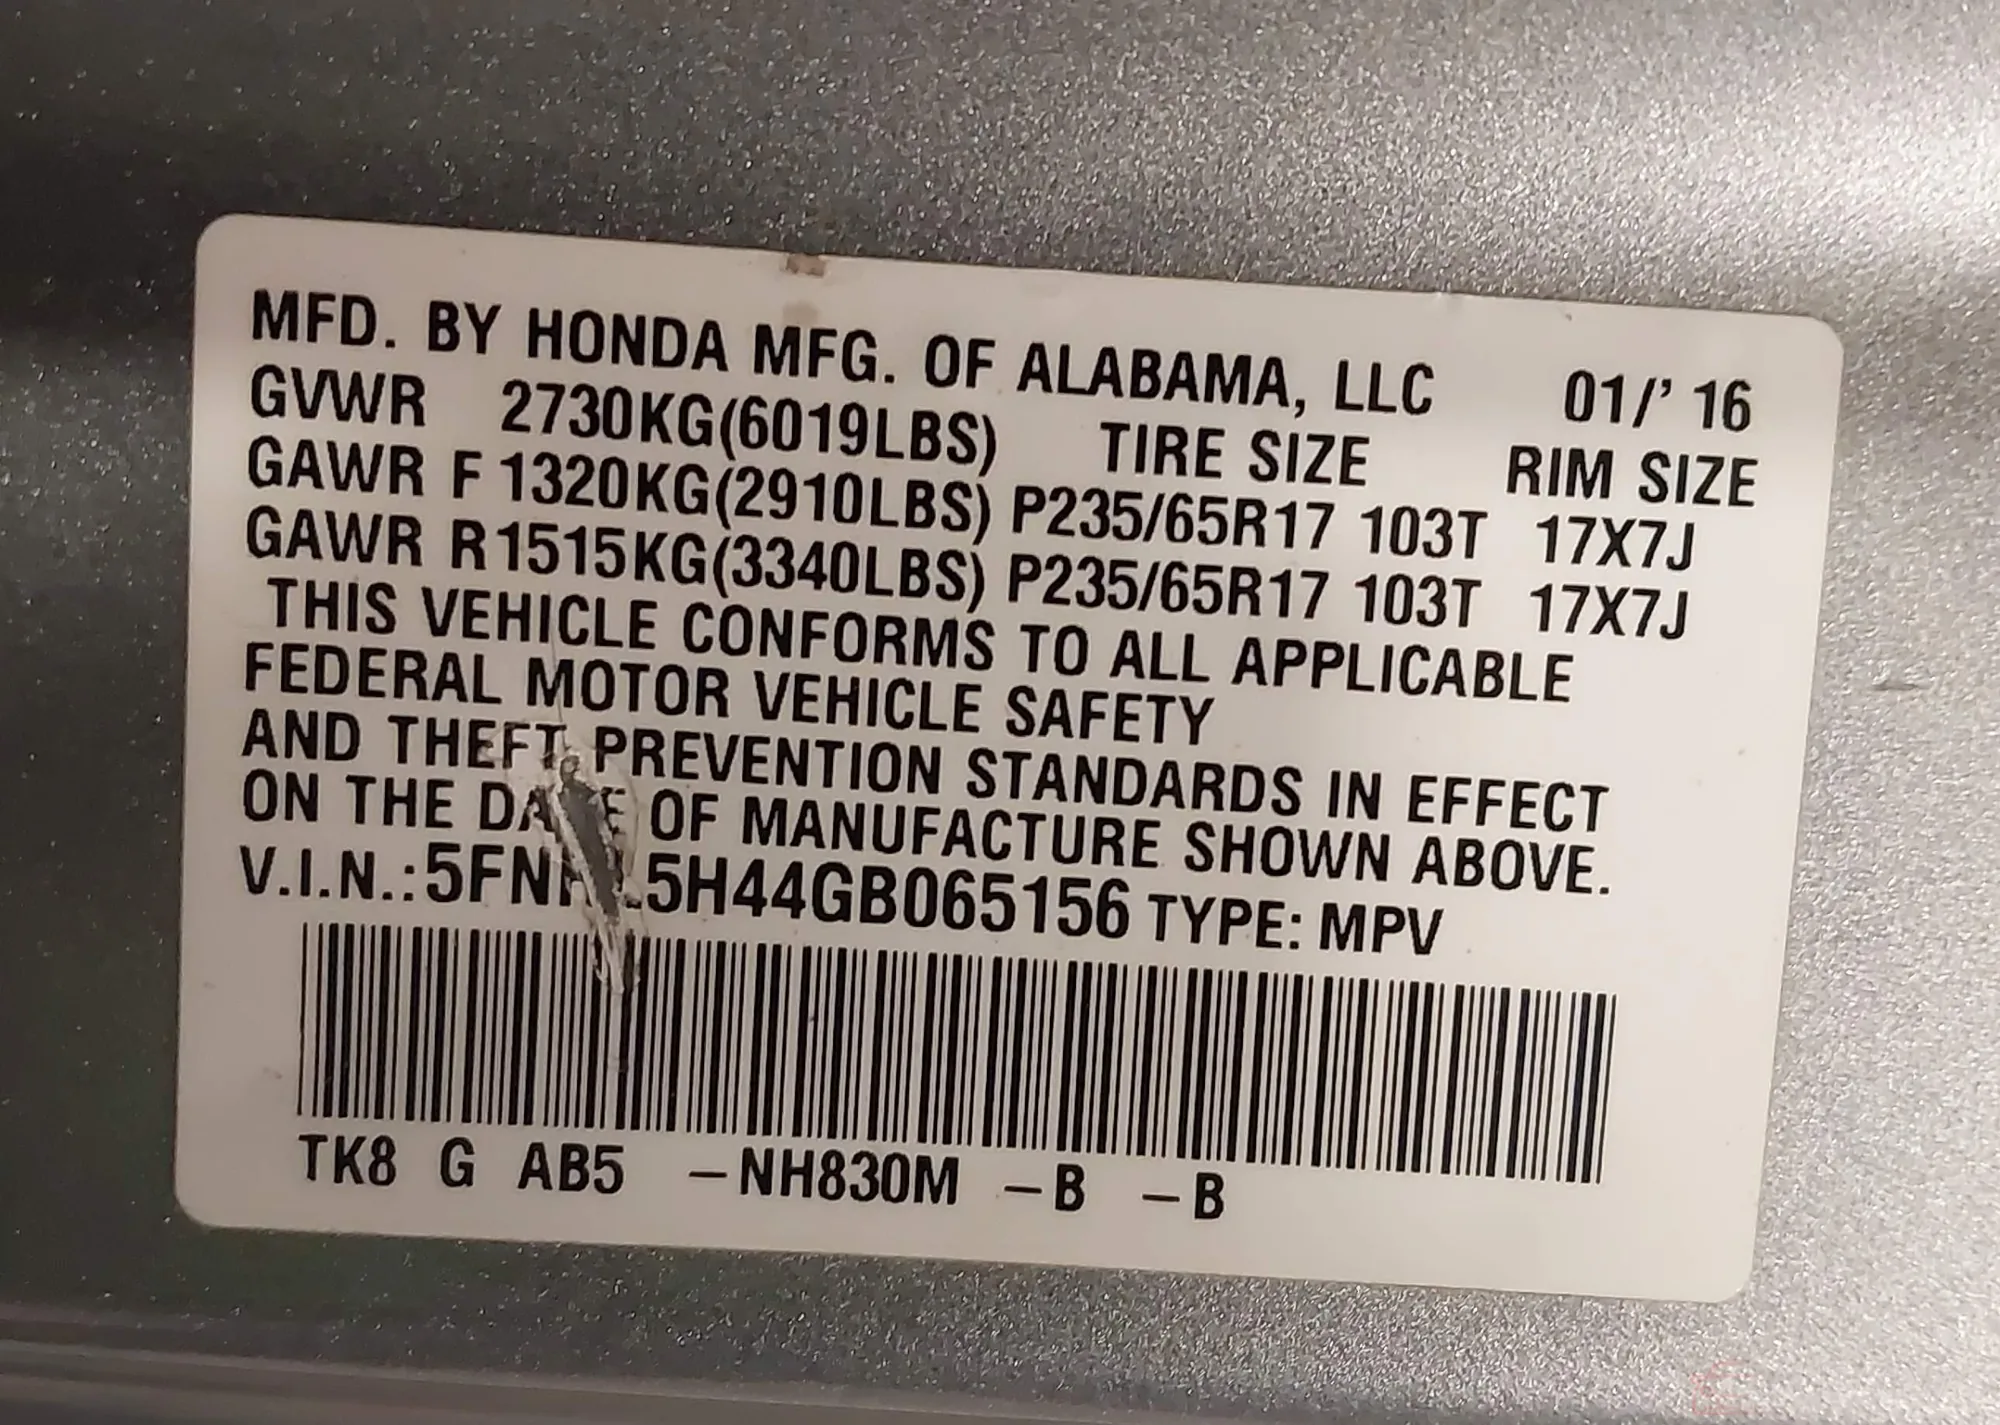 MFD. BY HONDA MFG. OF ALABAMA, LLC 01/' 16
GVWR 2730KG(6019LBS) TIRE SIZE RIM SIZE
GAWR F 1320KG(2910LBS) P235/65R17 103T 17X7J
GAWR R 1515KG(3340LBS) P235/65R17 103T 17X7J
THIS VEHICLE CONFORMS TO ALL APPLICABLE
FEDERAL MOTOR VEHICLE SAFETY
AND THEFT PREVENTION STANDARDS IN EFFECT
ON THE DATE OF MANUFACTURE SHOWN ABOVE.
V.I.N.: TYPE: MPV
TK8 G AB5 -NH830M -B -B